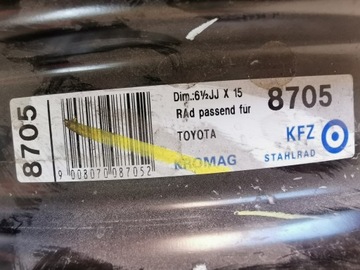 8705
9 008070 087052
Dim.:6½JJ X 15
RAd passend fur
TOYOTA
KROMAG
8705
KFZ
STAHLRAD